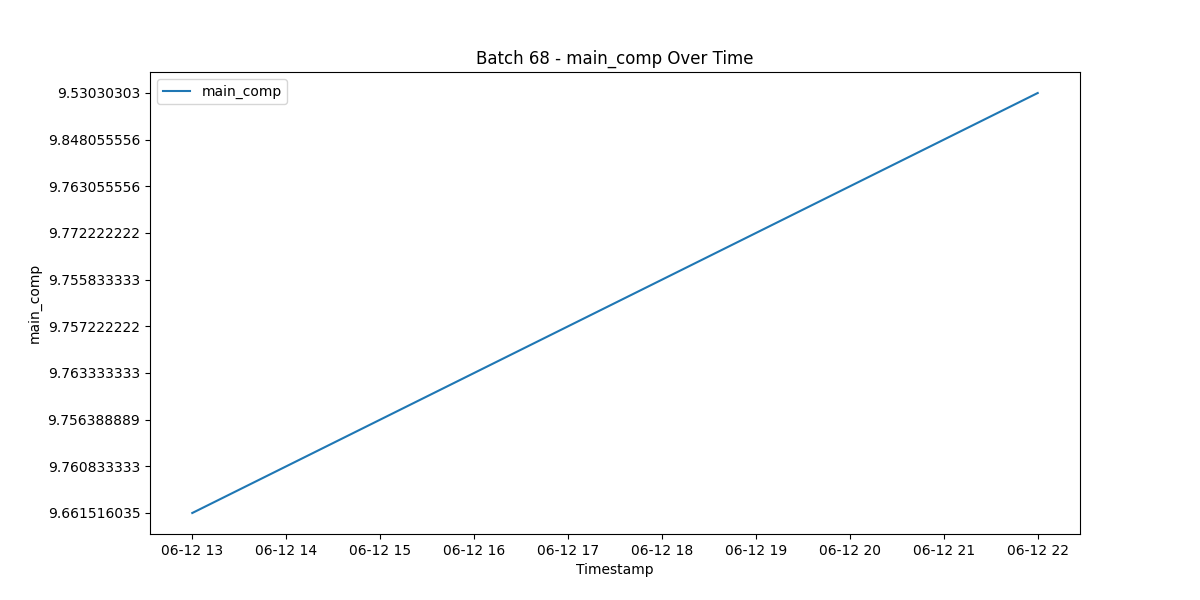 Batch 68 - main_comp Over Time
main_comp
9.53030303
9.848055556
9.763055556
9.772222222
9.755833333
9.757222222
9.763333333
9.756388889
9.760833333
9.661516035
main_comp
06-12 13 06-12 14 06-12 15 06-12 16 06-12 17 06-12 18 06-12 19 06-12 20 06-12 21 06-12 22
Timestamp